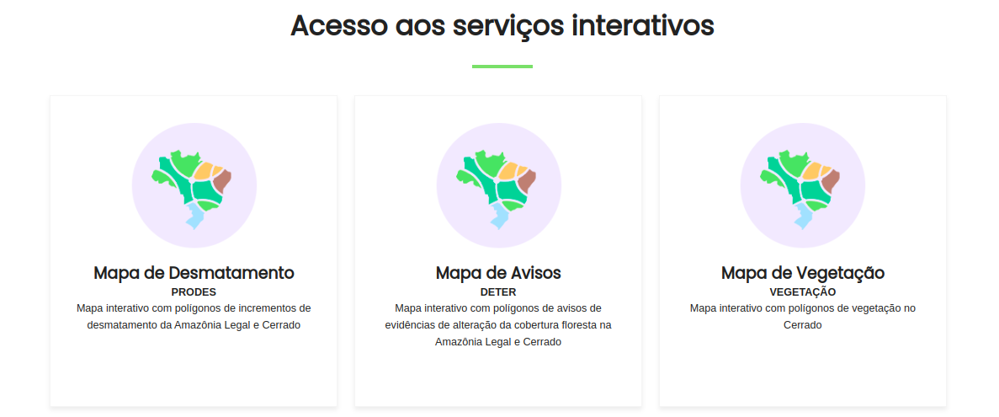 Acesso aos serviços interativos
Mapa de Desmatamento
PRODES
Mapa interativo com polígonos de incrementos de
desmatamento da Amazônia Legal e Cerrado
Mapa de Avisos
DETER
Mapa interativo com polígonos de avisos de
evidências de alteração da cobertura floresta na
Amazônia Legal e Cerrado
Mapa de Vegetação
VEGETAÇÃO
Mapa interativo com polígonos de vegetação no
Cerrado